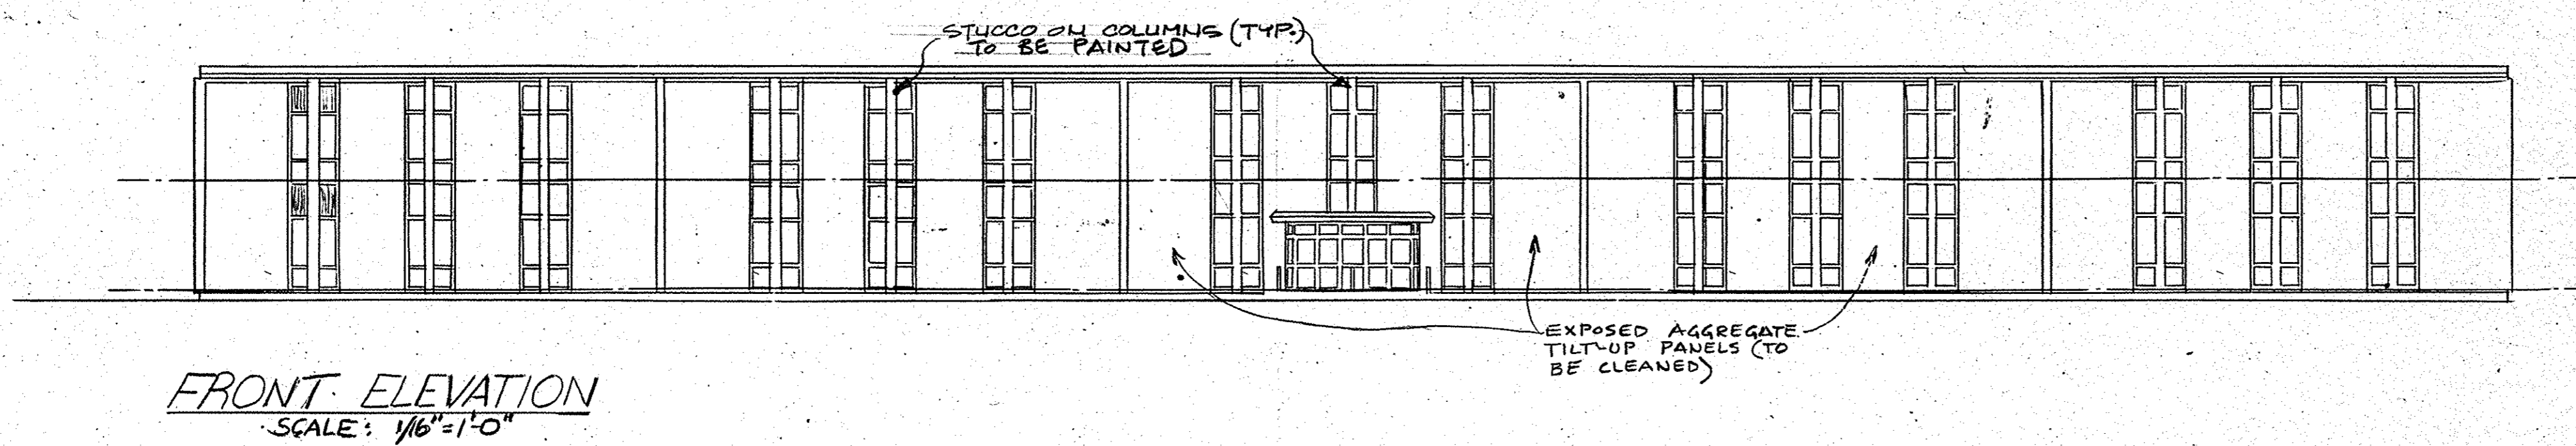 STUCCO ON COLUMNS (TYP.)
TO BE PAINTED
EXPOSED AGGREGATE
TILT-UP PANELS (TO
BE CLEANED)
FRONT ELEVATION
SCALE: 1/16"=1'-0"